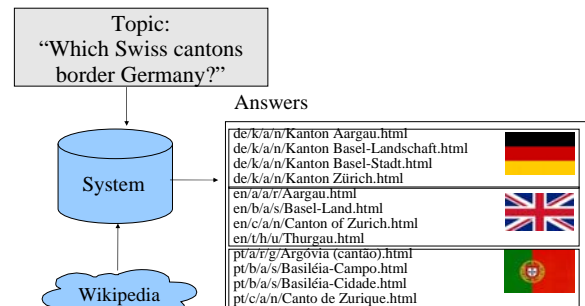 Topic:
“Which Swiss cantons
border Germany?”
Answers
de/k/a/n/Kanton Aargau.html
de/k/a/n/Kanton Basel-Landschaft.html
de/k/a/n/Kanton Basel-Stadt.html
de/k/a/n/Kanton Zürich.html
System
en/a/a/r/Aargau.html
en/b/a/s/Basel-Land.html
en/c/a/n/Canton of Zurich.html
en/t/h/u/Thurgau.html
pt/a/r/g/Argóvia (cantão).html
pt/b/a/s/Basiléia-Campo.html
pt/b/a/s/Basiléia-Cidade.html
pt/c/a/n/Canto de Zurique.html
Wikipedia